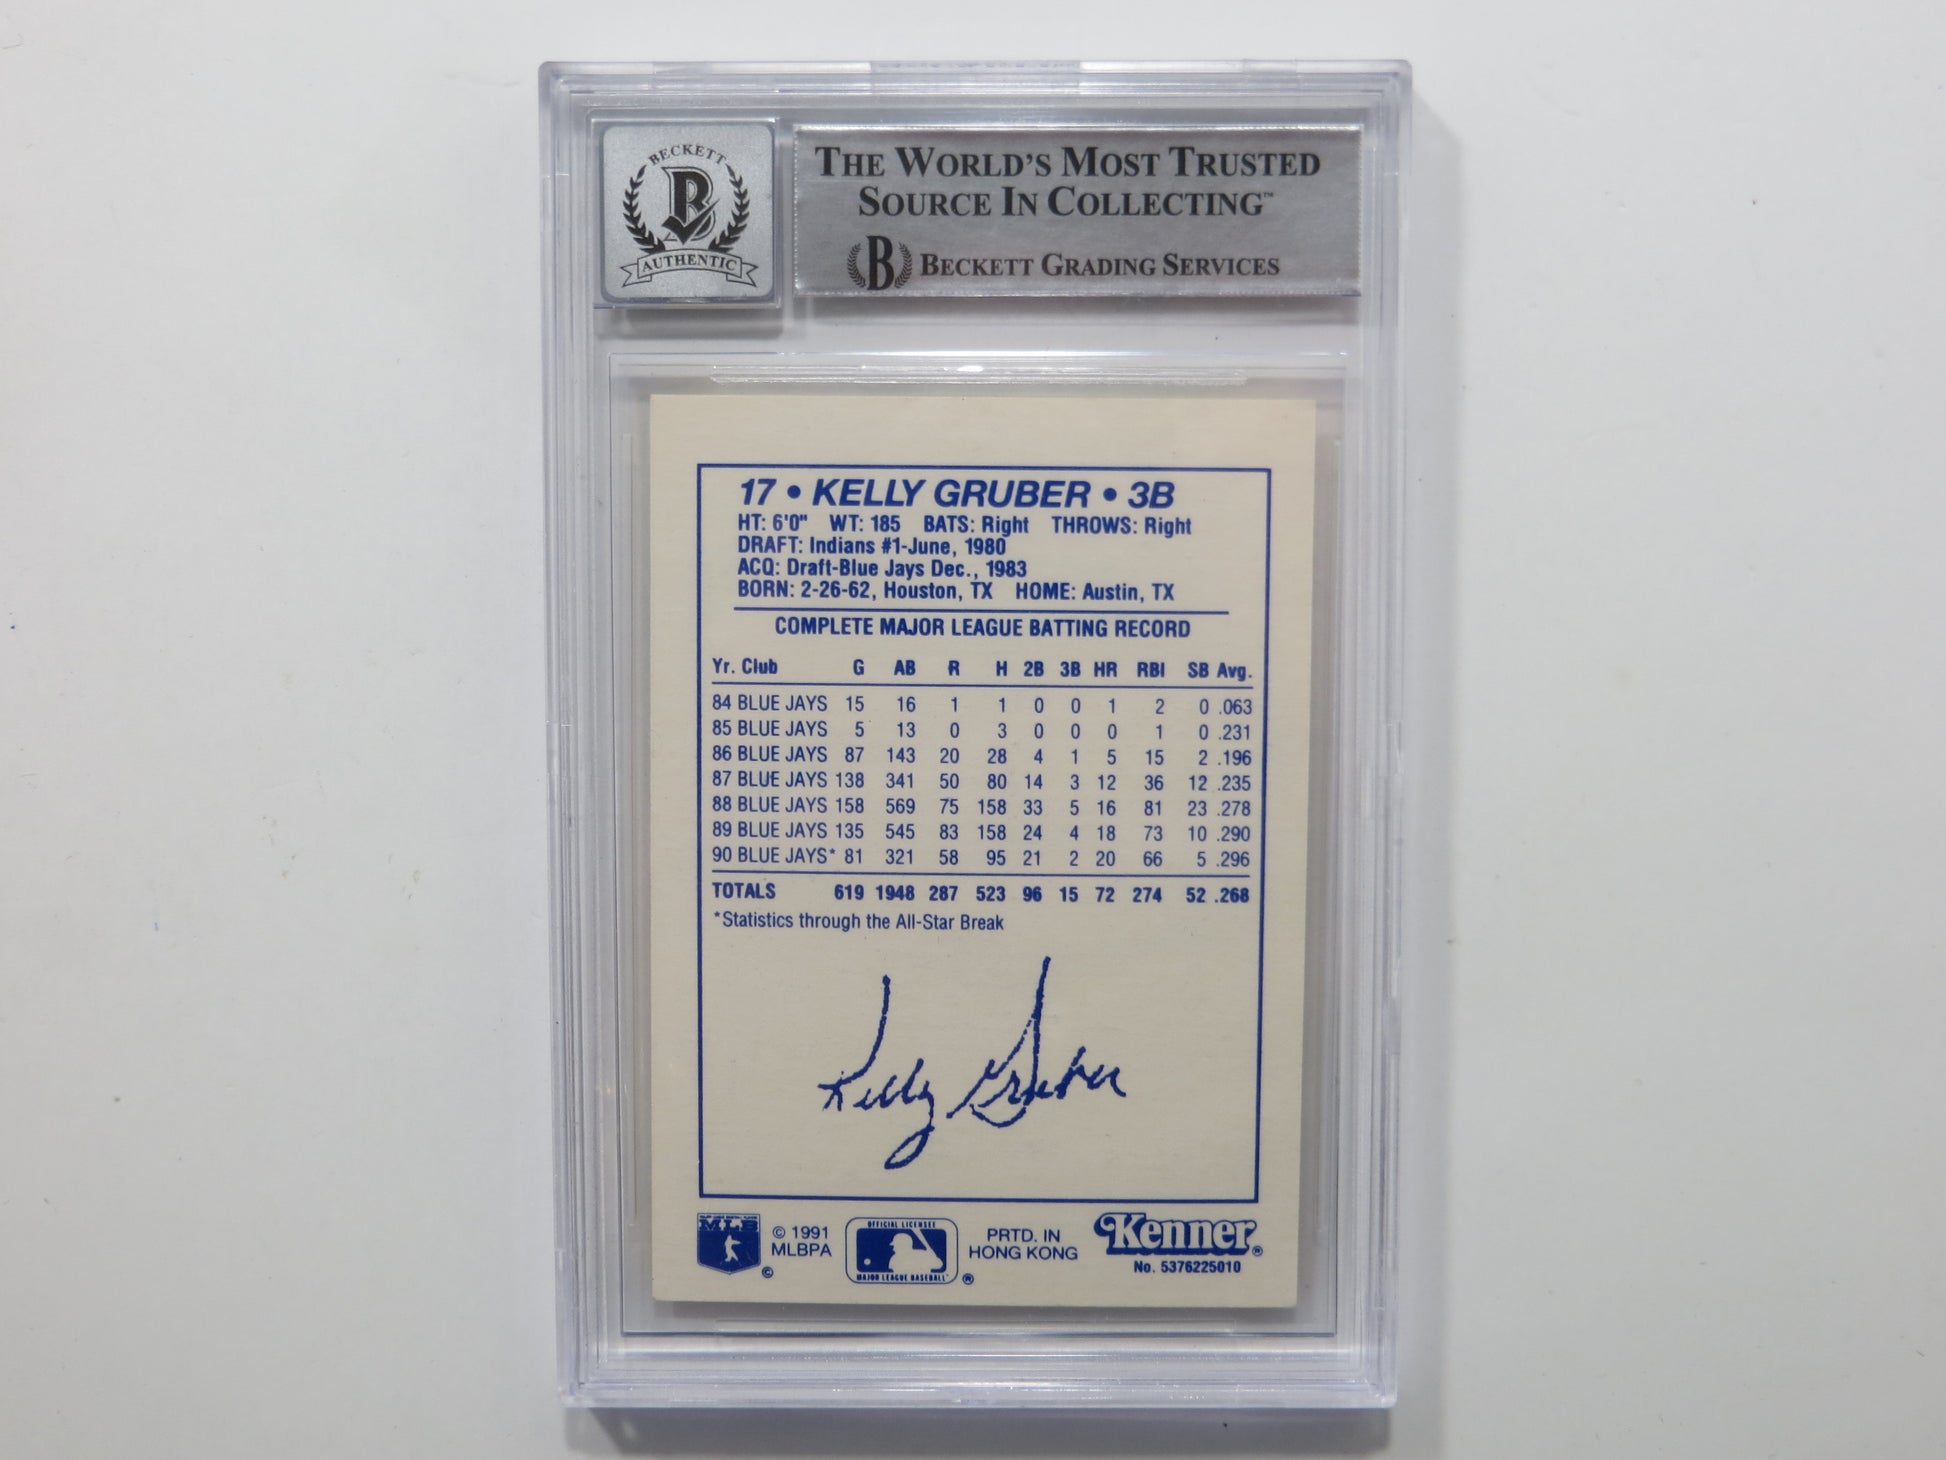 BECKETT
B
AUTHENTIC
THE WORLD'S MOST TRUSTED
SOURCE IN COLLECTING™
B BECKETT GRADING SERVICES
17 • KELLY GRUBER • 3B
HT: 6'0" WT: 185 BATS: Right THROWS: Right
DRAFT: Indians #1-June, 1980
ACQ: Draft-Blue Jays Dec., 1983
BORN: 2-26-62, Houston, TX HOME: Austin, TX
COMPLETE MAJOR LEAGUE BATTING RECORD
Yr. Club G AB R H 2B 3B HR RBI SB Avg.
84 BLUE JAYS 15 16 1 1 0 0 1 2 0 .063
85 BLUE JAYS 5 13 0 3 0 0 0 1 0 .231
86 BLUE JAYS 87 143 20 28 4 1 5 15 2 .196
87 BLUE JAYS 138 341 50 80 14 3 12 36 12 .235
88 BLUE JAYS 158 569 75 158 33 5 16 81 23 .278
89 BLUE JAYS 135 545 83 158 24 4 18 73 10 .290
90 BLUE JAYS* 81 321 58 95 21 2 20 66 5 .296
TOTALS 619 1948 287 523 96 15 72 274 52 .268
*Statistics through the All-Star Break
Kelly Gruber
MLB © © 1991
MLBPA
OFFICIAL LICENSEE
MAJOR LEAGUE BASEBALL ®
PRTD. IN
HONG KONG
Kenner®
No. 5376225010